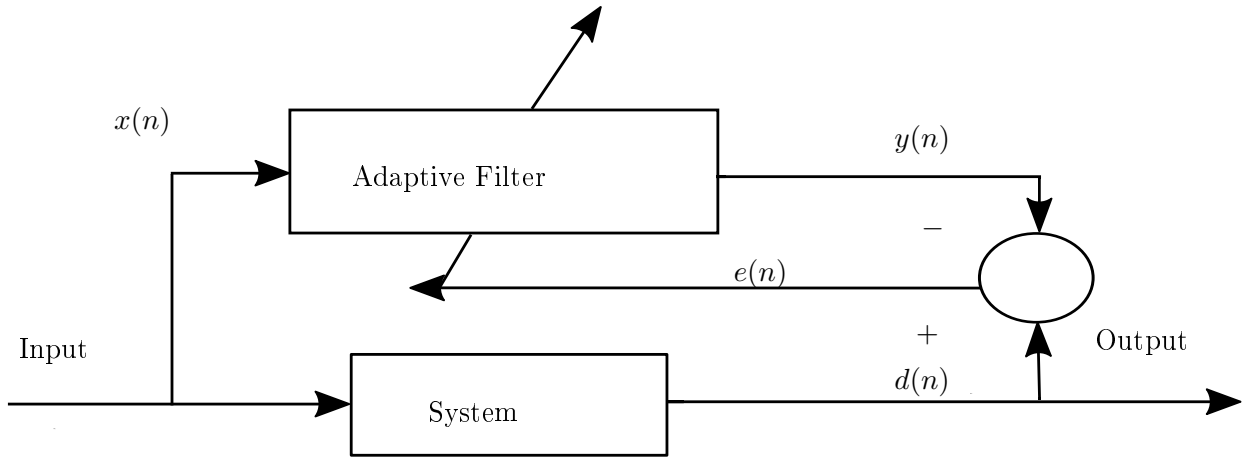 x(n)
Adaptive Filter
y(n)
−
e(n)
+
Input
Output
d(n)
System